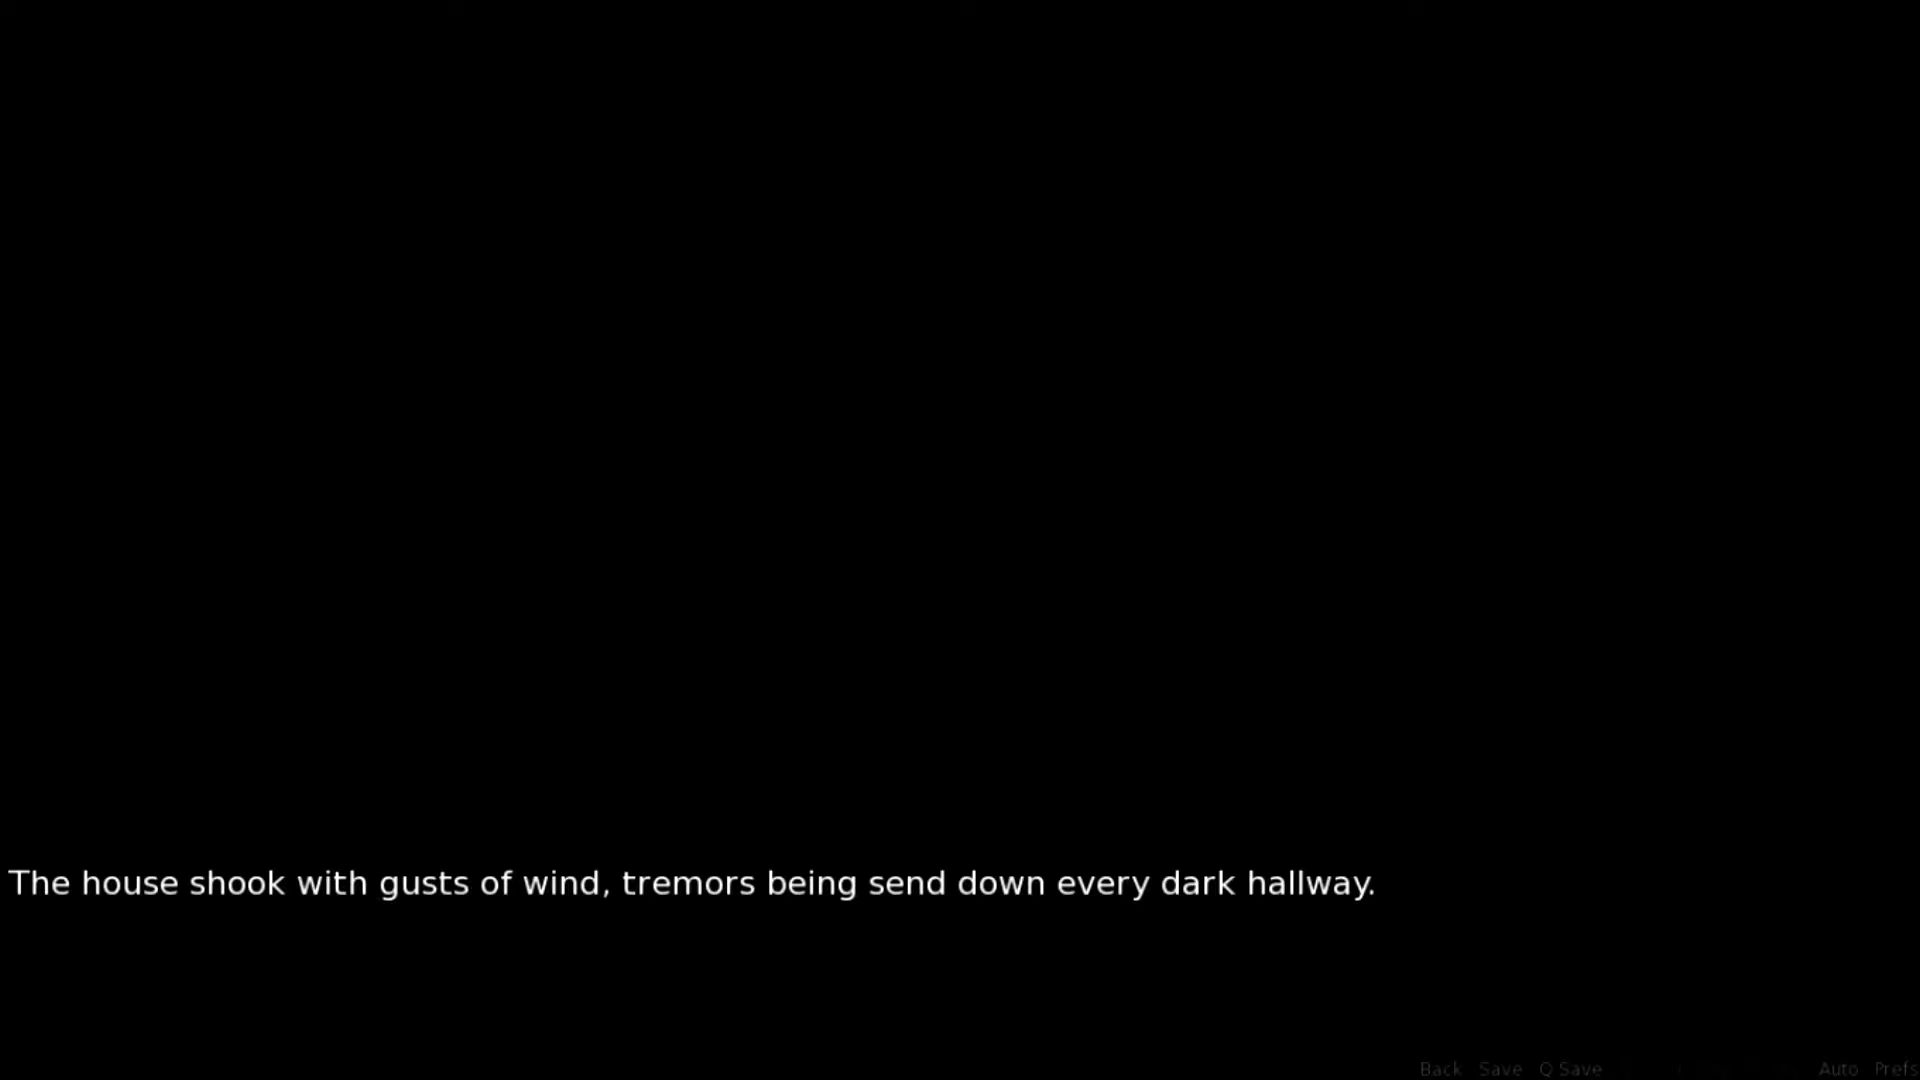 The house shook with gusts of wind, tremors being send down every dark hallway.
Back Save Q Save Auto Prefs